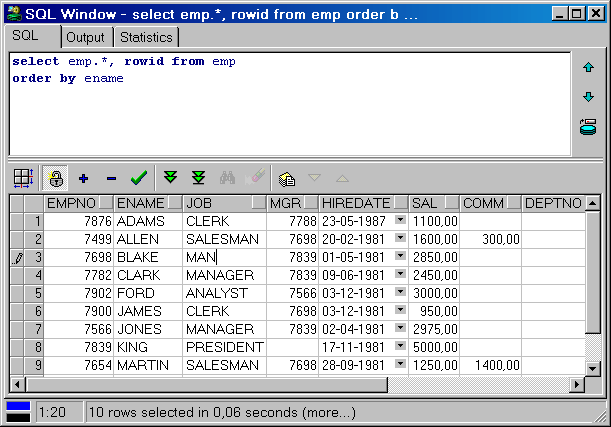 SQL Window - select emp.*, rowid from emp order b ...
SQL Output Statistics
select emp.*, rowid from emp
order by ename
EMPNO ENAME JOB MGR HIREDATE SAL COMM DEPTNO
1 7876 ADAMS CLERK 7788 23-05-1987 1100,00
2 7499 ALLEN SALESMAN 7698 20-02-1981 1600,00 300,00
3 7698 BLAKE MAN 7839 01-05-1981 2850,00
4 7782 CLARK MANAGER 7839 09-06-1981 2450,00
5 7902 FORD ANALYST 7566 03-12-1981 3000,00
6 7900 JAMES CLERK 7698 03-12-1981 950,00
7 7566 JONES MANAGER 7839 02-04-1981 2975,00
8 7839 KING PRESIDENT 17-11-1981 5000,00
9 7654 MARTIN SALESMAN 7698 28-09-1981 1250,00 1400,00
1:20 10 rows selected in 0,06 seconds (more...)